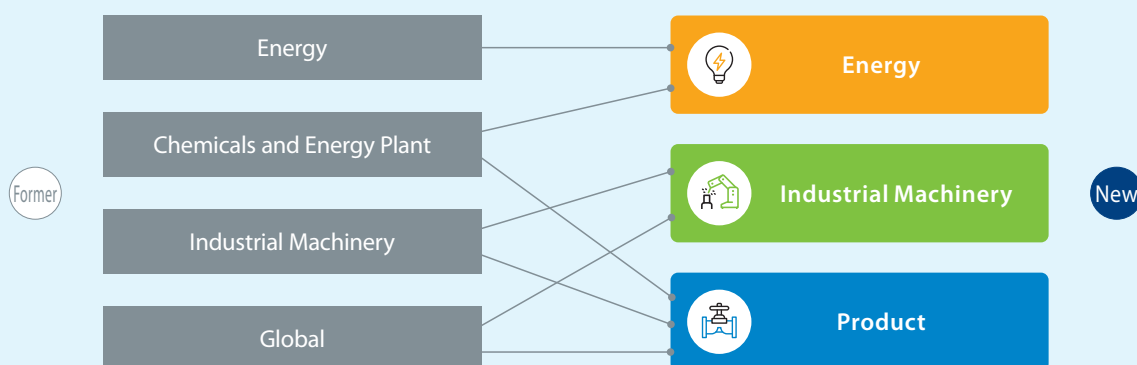 Energy
Chemicals and Energy Plant
Industrial Machinery
Global
Former
Energy
Industrial Machinery
Product
New